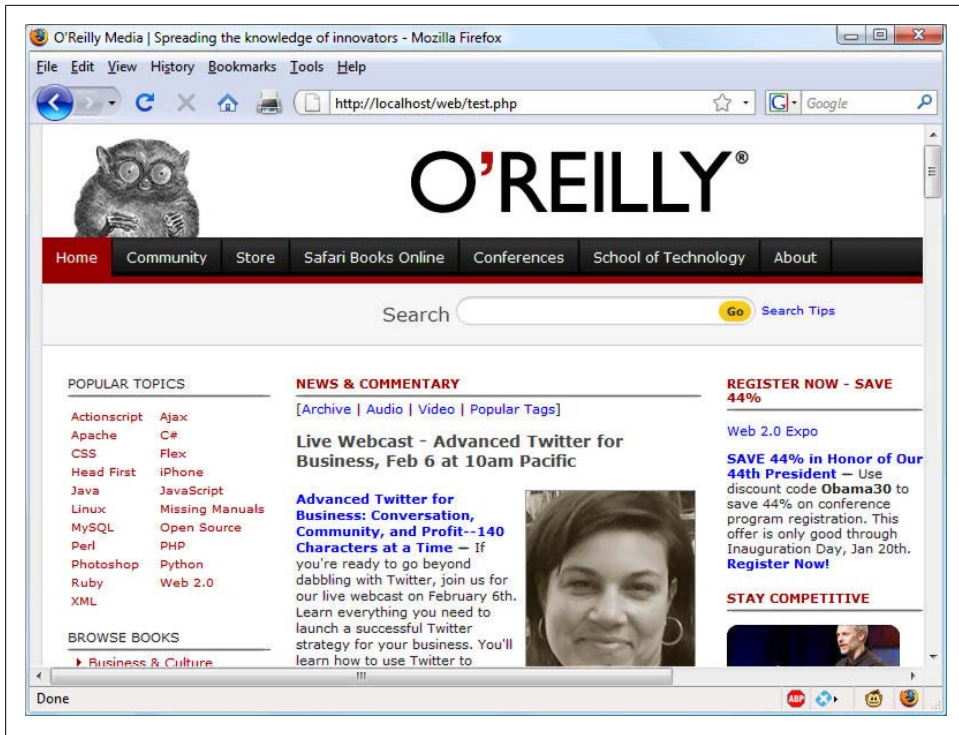 O'Reilly Media | Spreading the knowledge of innovators - Mozilla Firefox
File Edit View History Bookmarks Tools Help
http://localhost/web/test.php
G Google
O'REILLY®
Home Community Store Safari Books Online Conferences School of Technology About
Search Go Search Tips
POPULAR TOPICS
Actionscript Ajax
Apache C#
CSS Flex
Head First iPhone
Java JavaScript
Linux Missing Manuals
MySQL Open Source
Perl PHP
Photoshop Python
Ruby Web 2.0
XML
BROWSE BOOKS
Business & Culture
NEWS & COMMENTARY
[Archive | Audio | Video | Popular Tags]
Live Webcast - Advanced Twitter for
Business, Feb 6 at 10am Pacific
Advanced Twitter for
Business: Conversation,
Community, and Profit--140
Characters at a Time — If
you're ready to go beyond
dabbling with Twitter, join us for
our live webcast on February 6th.
Learn everything you need to
launch a successful Twitter
strategy for your business. You'll
learn how to use Twitter to
REGISTER NOW - SAVE
44%
Web 2.0 Expo
SAVE 44% in Honor of Our
44th President — Use
discount code Obama30 to
save 44% on conference
program registration. This
offer is only good through
Inauguration Day, Jan 20th.
Register Now!
STAY COMPETITIVE
Done
ABP